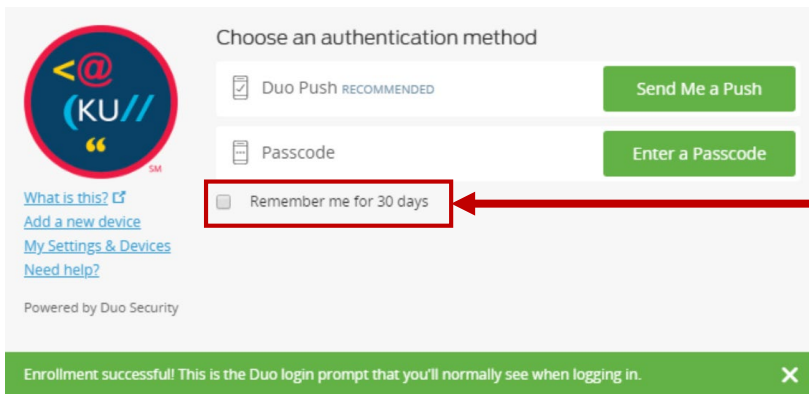 Choose an authentication method
<@
(KU//
“
SM
Duo Push RECOMMENDED
Send Me a Push
Passcode
Enter a Passcode
Remember me for 30 days
What is this?
Add a new device
My Settings & Devices
Need help?
Powered by Duo Security
Enrollment successful! This is the Duo login prompt that you'll normally see when logging in.